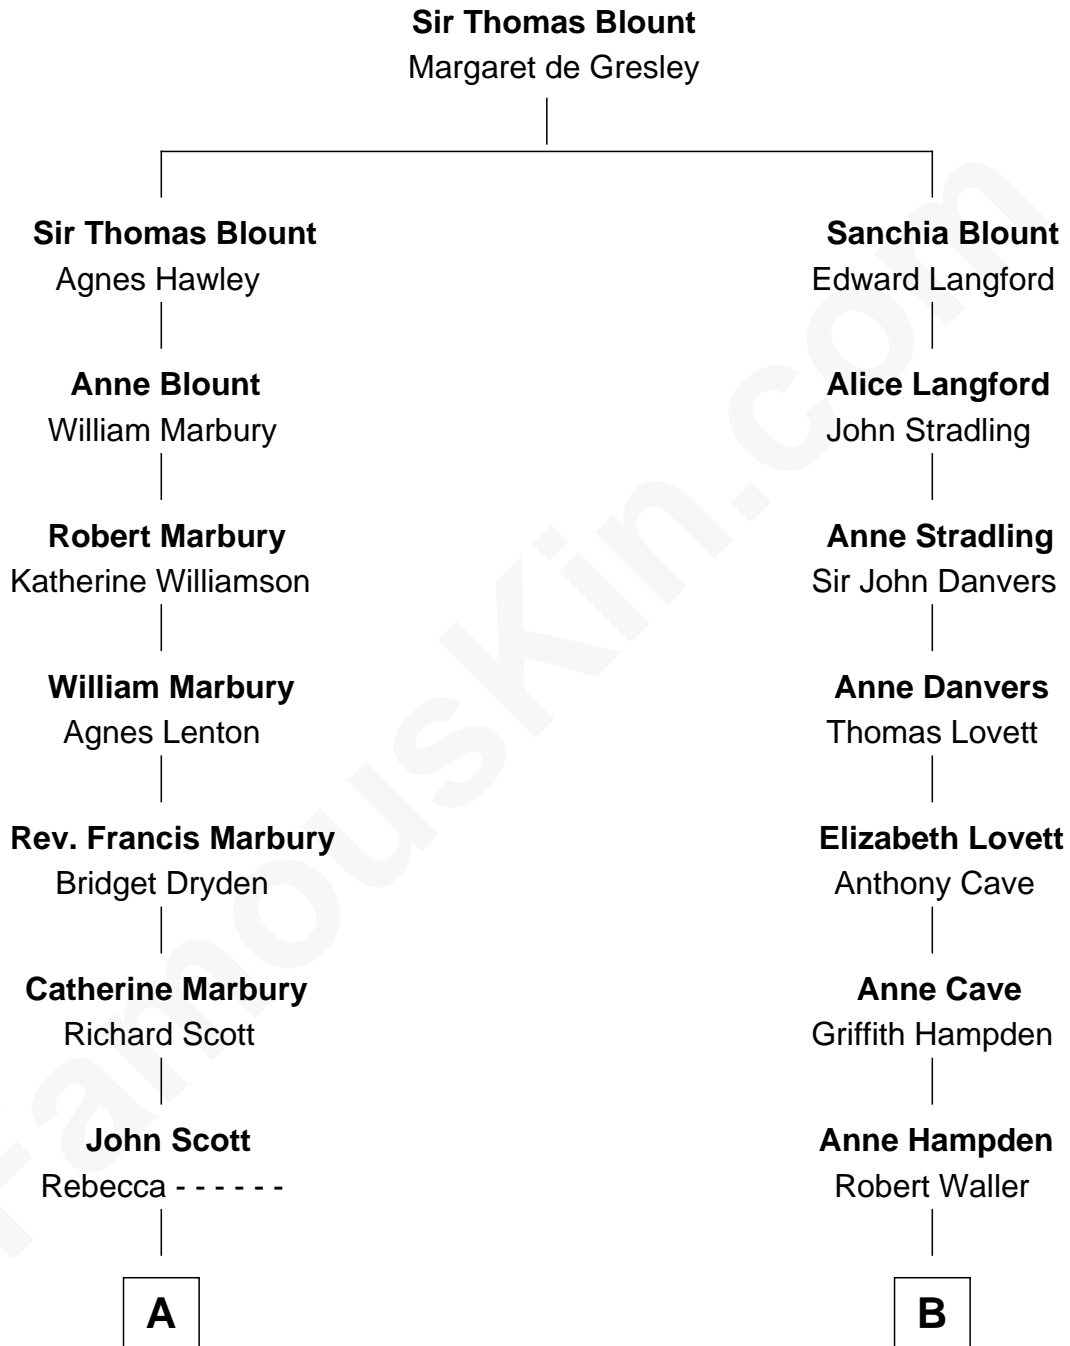 Sir Thomas Blount
Margaret de Gresley
Sir Thomas Blount
Agnes Hawley
Sanchia Blount
Edward Langford
Anne Blount
William Marbury
Alice Langford
John Stradling
Robert Marbury
Katherine Williamson
Anne Stradling
Sir John Danvers
William Marbury
Agnes Lenton
Anne Danvers
Thomas Lovett
Rev. Francis Marbury
Bridget Dryden
Elizabeth Lovett
Anthony Cave
Catherine Marbury
Richard Scott
Anne Cave
Griffith Hampden
John Scott
Rebecca - - - - - -
Anne Hampden
Robert Waller
A
B
FamousKin.com